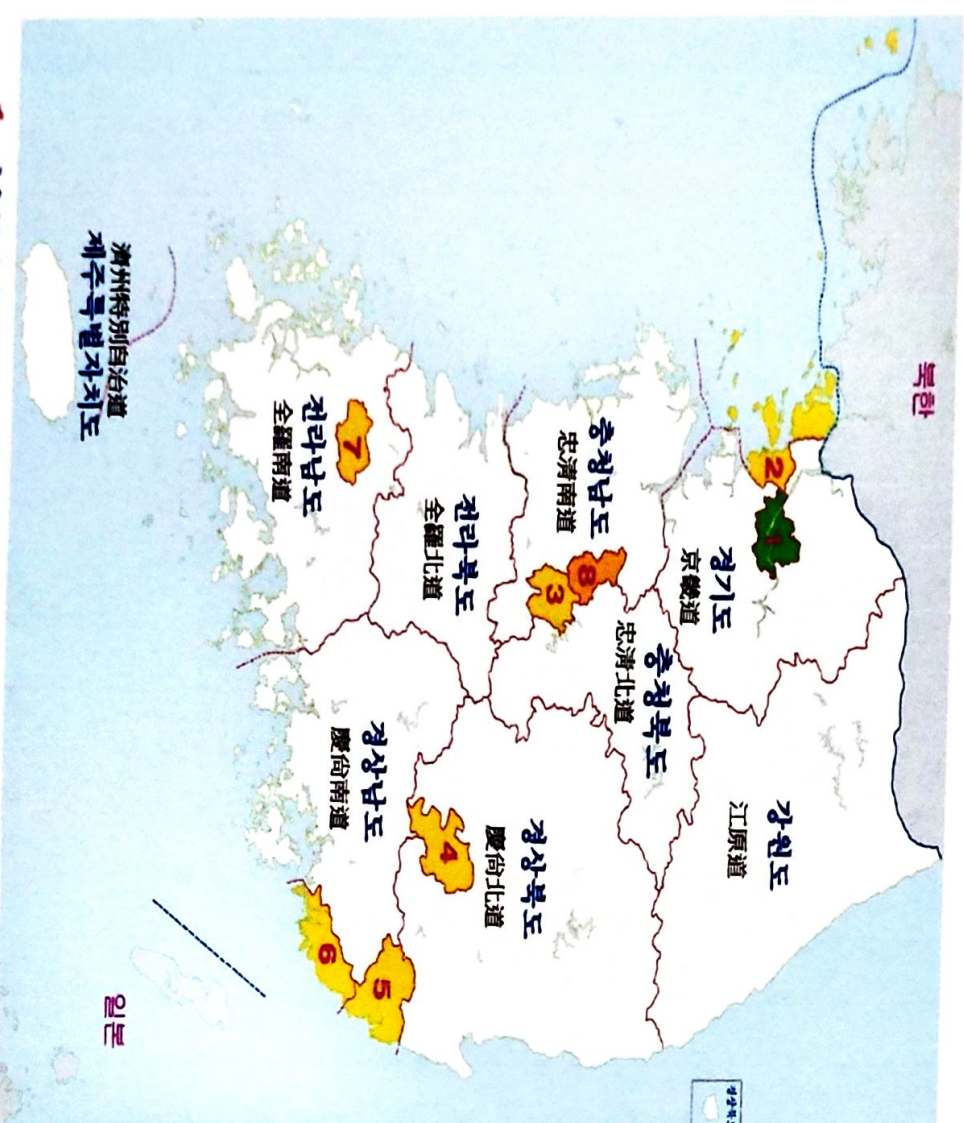 북한
강원도
江原道
경기도
京畿道
1
2
충청북도
忠淸北道
충청남도
忠淸南道
8
3
경상북도
慶尙北道
전라북도
全羅北道
4
경상남도
慶尙南道
전라남도
全羅南道
7
5
6
일본
濟州特別自治道
제주특별자치도